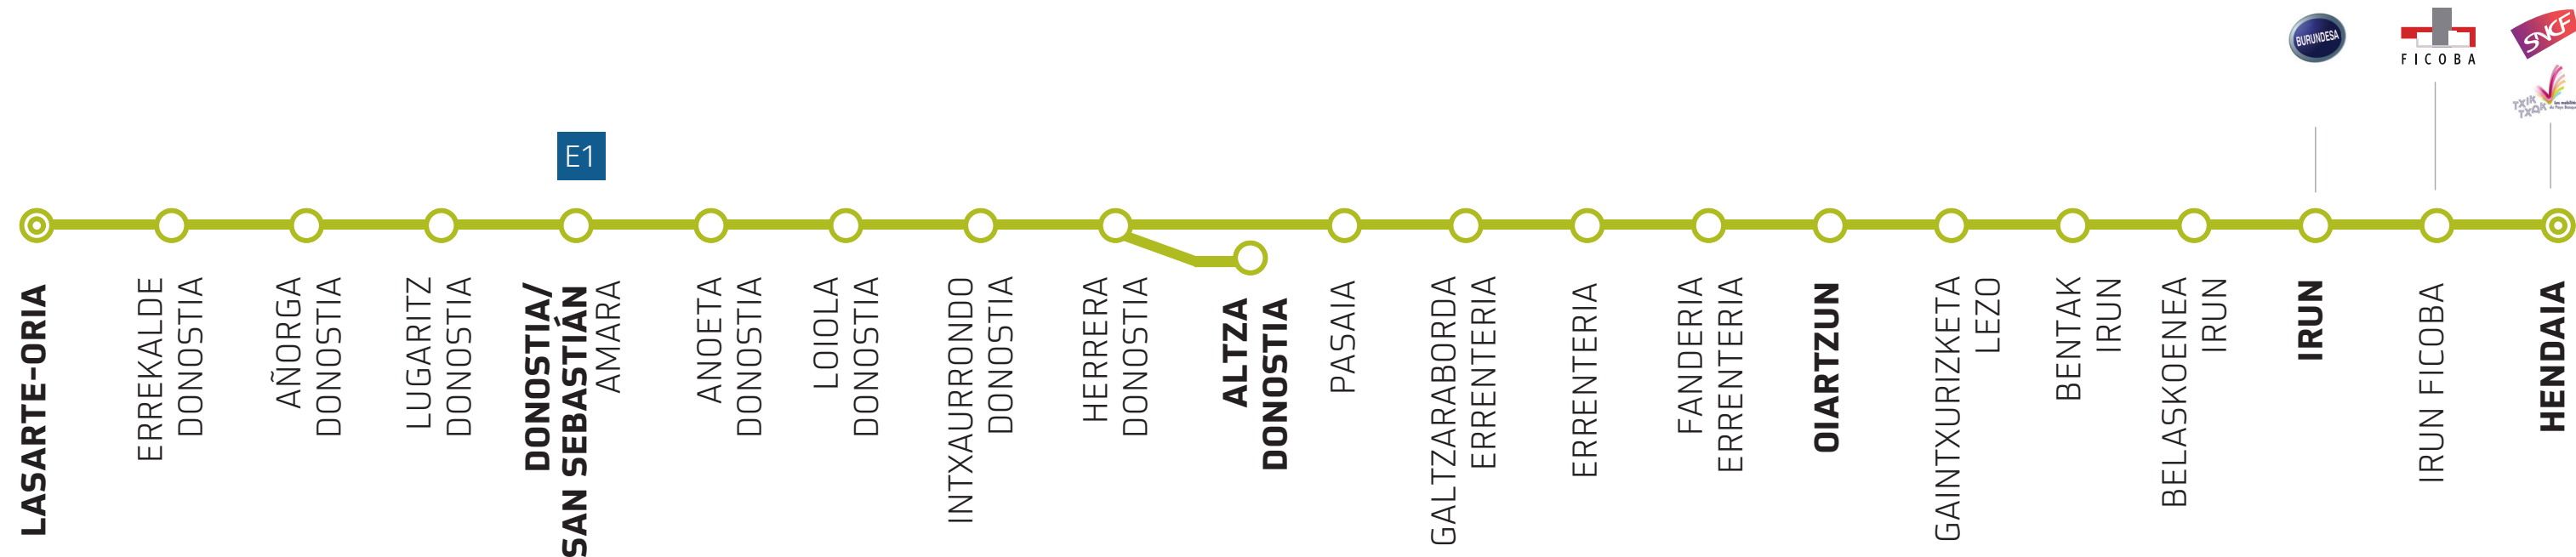 BURUNDESA
FICOBA
SNCF
TXIK
TXAK
E1
LASARTE-ORIA
ERREKALDE
DONOSTIA
AÑORGA
DONOSTIA
LUGARITZ
DONOSTIA
DONOSTIA/
SAN SEBASTIÁN
AMARA
ANOETA
DONOSTIA
LOIOLA
DONOSTIA
INTXAURRONDO
DONOSTIA
HERRERA
DONOSTIA
ALTZA
DONOSTIA
PASAIA
GALTZARABORDA
ERRENTERIA
ERRENTERIA
FANDERIA
ERRENTERIA
OIARTZUN
GAINTXURIZKETA
LEZO
BENTAK
IRUN
BELASKOENEA
IRUN
IRUN
IRUN FICOBA
HENDAIA